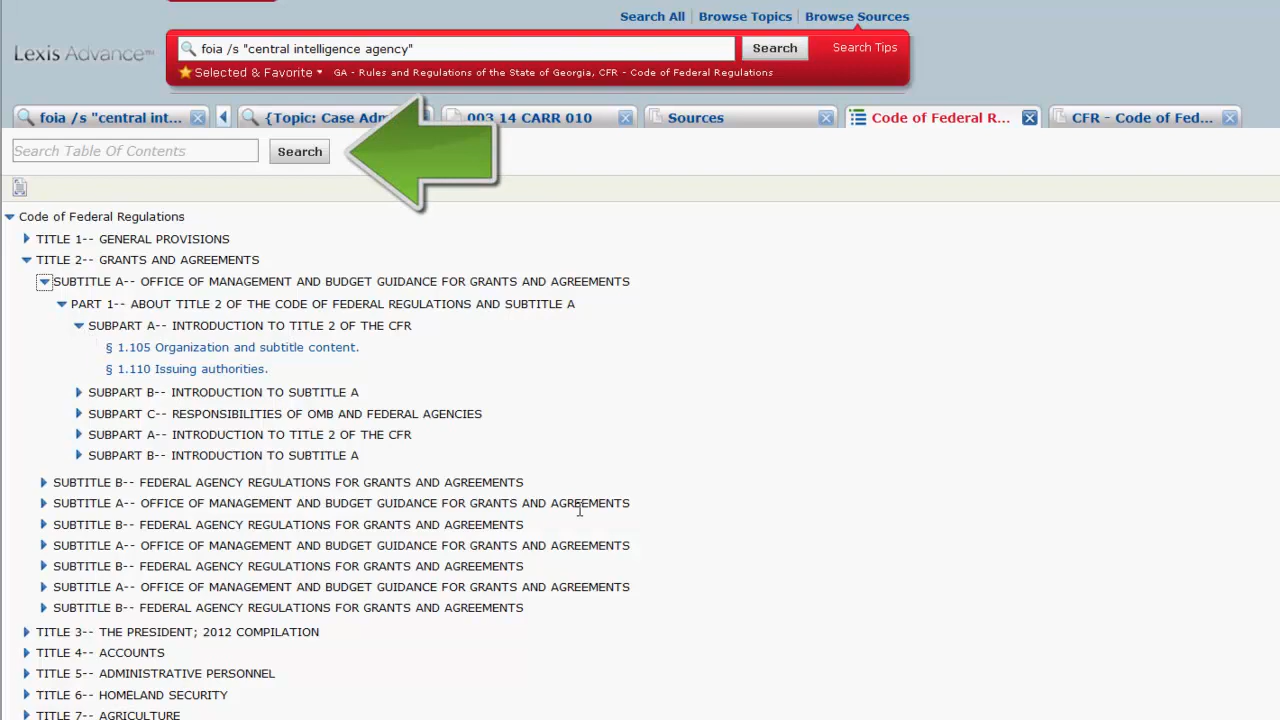 Search All | Browse Topics | Browse Sources
Lexis Advance™
foia /s "central intelligence agency"
Search
Search Tips
Selected & Favorite
GA - Rules and Regulations of the State of Georgia, CFR - Code of Federal Regulations
foia /s "central int...
{Topic: Case Adm
003 14 CARR 010
Sources
Code of Federal R...
CFR - Code of Fed...
Search Table Of Contents
Search
Code of Federal Regulations
TITLE 1-- GENERAL PROVISIONS
TITLE 2-- GRANTS AND AGREEMENTS
SUBTITLE A-- OFFICE OF MANAGEMENT AND BUDGET GUIDANCE FOR GRANTS AND AGREEMENTS
PART 1-- ABOUT TITLE 2 OF THE CODE OF FEDERAL REGULATIONS AND SUBTITLE A
SUBPART A-- INTRODUCTION TO TITLE 2 OF THE CFR
§ 1.105 Organization and subtitle content.
§ 1.110 Issuing authorities.
SUBPART B-- INTRODUCTION TO SUBTITLE A
SUBPART C-- RESPONSIBILITIES OF OMB AND FEDERAL AGENCIES
SUBPART A-- INTRODUCTION TO TITLE 2 OF THE CFR
SUBPART B-- INTRODUCTION TO SUBTITLE A
SUBTITLE B-- FEDERAL AGENCY REGULATIONS FOR GRANTS AND AGREEMENTS
SUBTITLE A-- OFFICE OF MANAGEMENT AND BUDGET GUIDANCE FOR GRANTS AND AGREEMENTS
SUBTITLE B-- FEDERAL AGENCY REGULATIONS FOR GRANTS AND AGREEMENTS
SUBTITLE A-- OFFICE OF MANAGEMENT AND BUDGET GUIDANCE FOR GRANTS AND AGREEMENTS
SUBTITLE B-- FEDERAL AGENCY REGULATIONS FOR GRANTS AND AGREEMENTS
SUBTITLE A-- OFFICE OF MANAGEMENT AND BUDGET GUIDANCE FOR GRANTS AND AGREEMENTS
SUBTITLE B-- FEDERAL AGENCY REGULATIONS FOR GRANTS AND AGREEMENTS
TITLE 3-- THE PRESIDENT; 2012 COMPILATION
TITLE 4-- ACCOUNTS
TITLE 5-- ADMINISTRATIVE PERSONNEL
TITLE 6-- HOMELAND SECURITY
TITLE 7-- AGRICULTURE